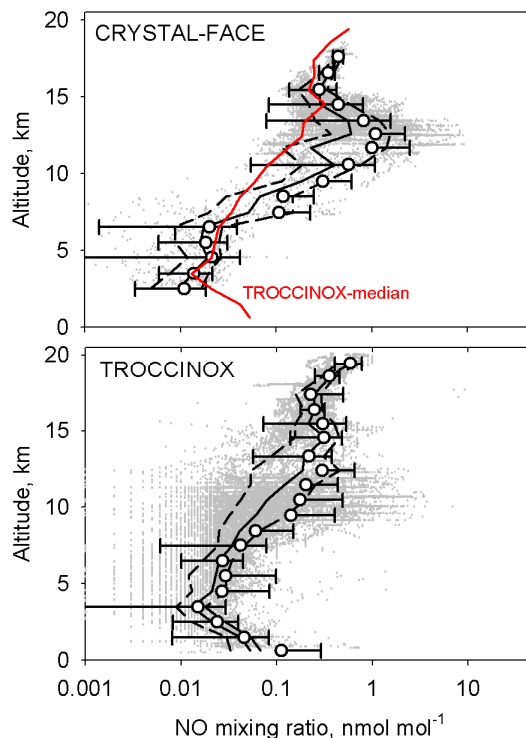 20
CRYSTAL-FACE
15
Altitude, km
10
5
TROCCINOX-median
0
20
TROCCINOX
15
Altitude, km
10
5
0
0.001 0.01 0.1 1 10
NO mixing ratio, nmol mol⁻¹